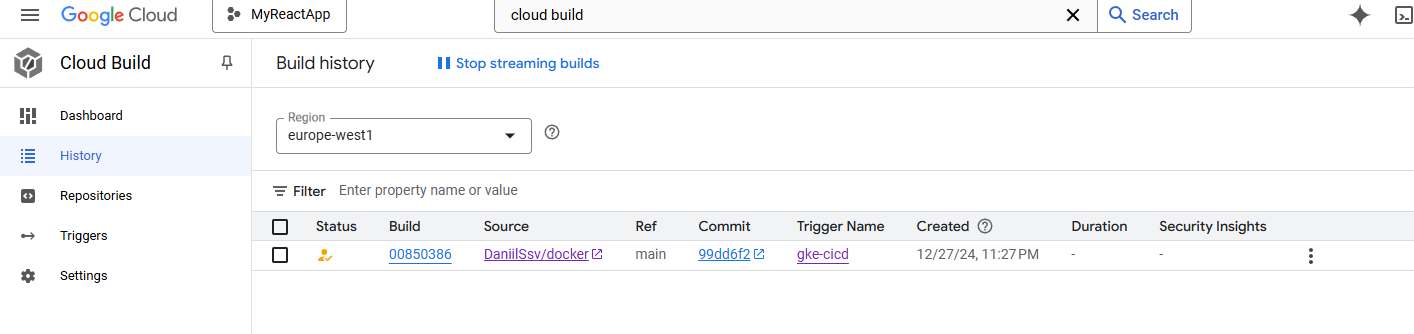 Google Cloud
MyReactApp
cloud build
Search
Cloud Build
Build history
Stop streaming builds
Dashboard
History
Repositories
Triggers
Settings
Region
europe-west1
Filter Enter property name or value
Status Build Source Ref Commit Trigger Name Created Duration Security Insights
00850386 DaniilSsv/docker main 99dd6f2 gke-cicd 12/27/24, 11:27 PM - -